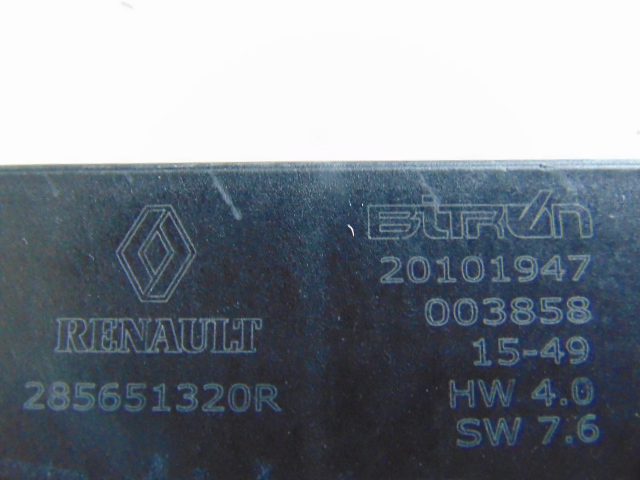 BiTRON
20101947
003858
RENAULT
15-49
285651320R
HW 4.0
SW 7.6